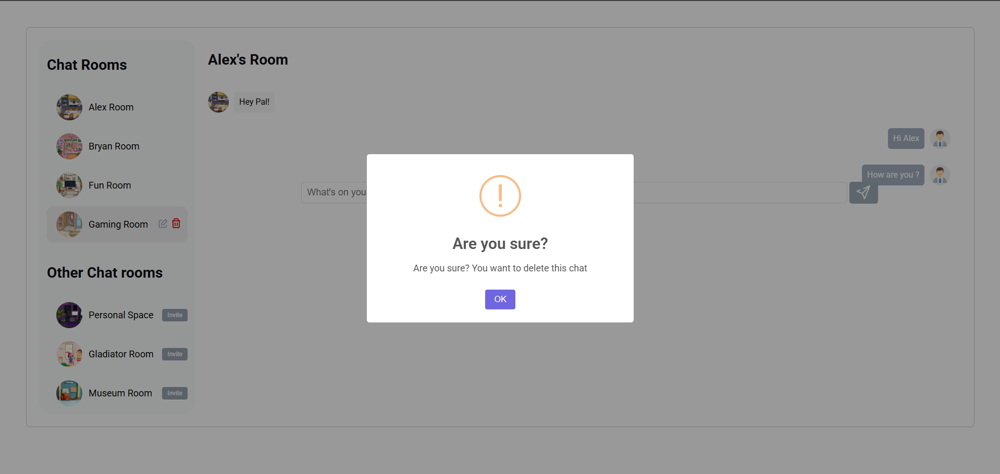 Chat Rooms
Alex Room
Bryan Room
Fun Room
Gaming Room
Other Chat rooms
Personal Space Invite
Gladiator Room Invite
Museum Room Invite
Alex's Room
Hey Pal!
Hi Alex
How are you ?
What's on you
!
Are you sure?
Are you sure? You want to delete this chat
OK